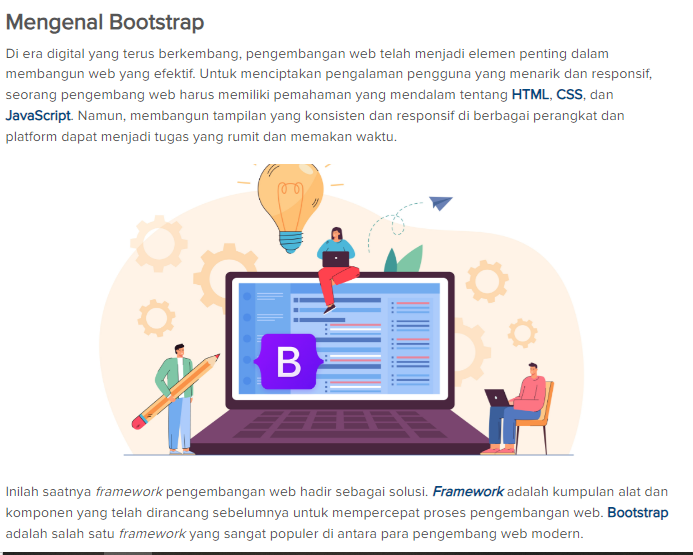 Mengenal Bootstrap
Di era digital yang terus berkembang, pengembangan web telah menjadi elemen penting dalam
membangun web yang efektif. Untuk menciptakan pengalaman pengguna yang menarik dan responsif,
seorang pengembang web harus memiliki pemahaman yang mendalam tentang HTML, CSS, dan
JavaScript. Namun, membangun tampilan yang konsisten dan responsif di berbagai perangkat dan
platform dapat menjadi tugas yang rumit dan memakan waktu.
B
Inilah saatnya framework pengembangan web hadir sebagai solusi. Framework adalah kumpulan alat dan
komponen yang telah dirancang sebelumnya untuk mempercepat proses pengembangan web. Bootstrap
adalah salah satu framework yang sangat populer di antara para pengembang web modern.